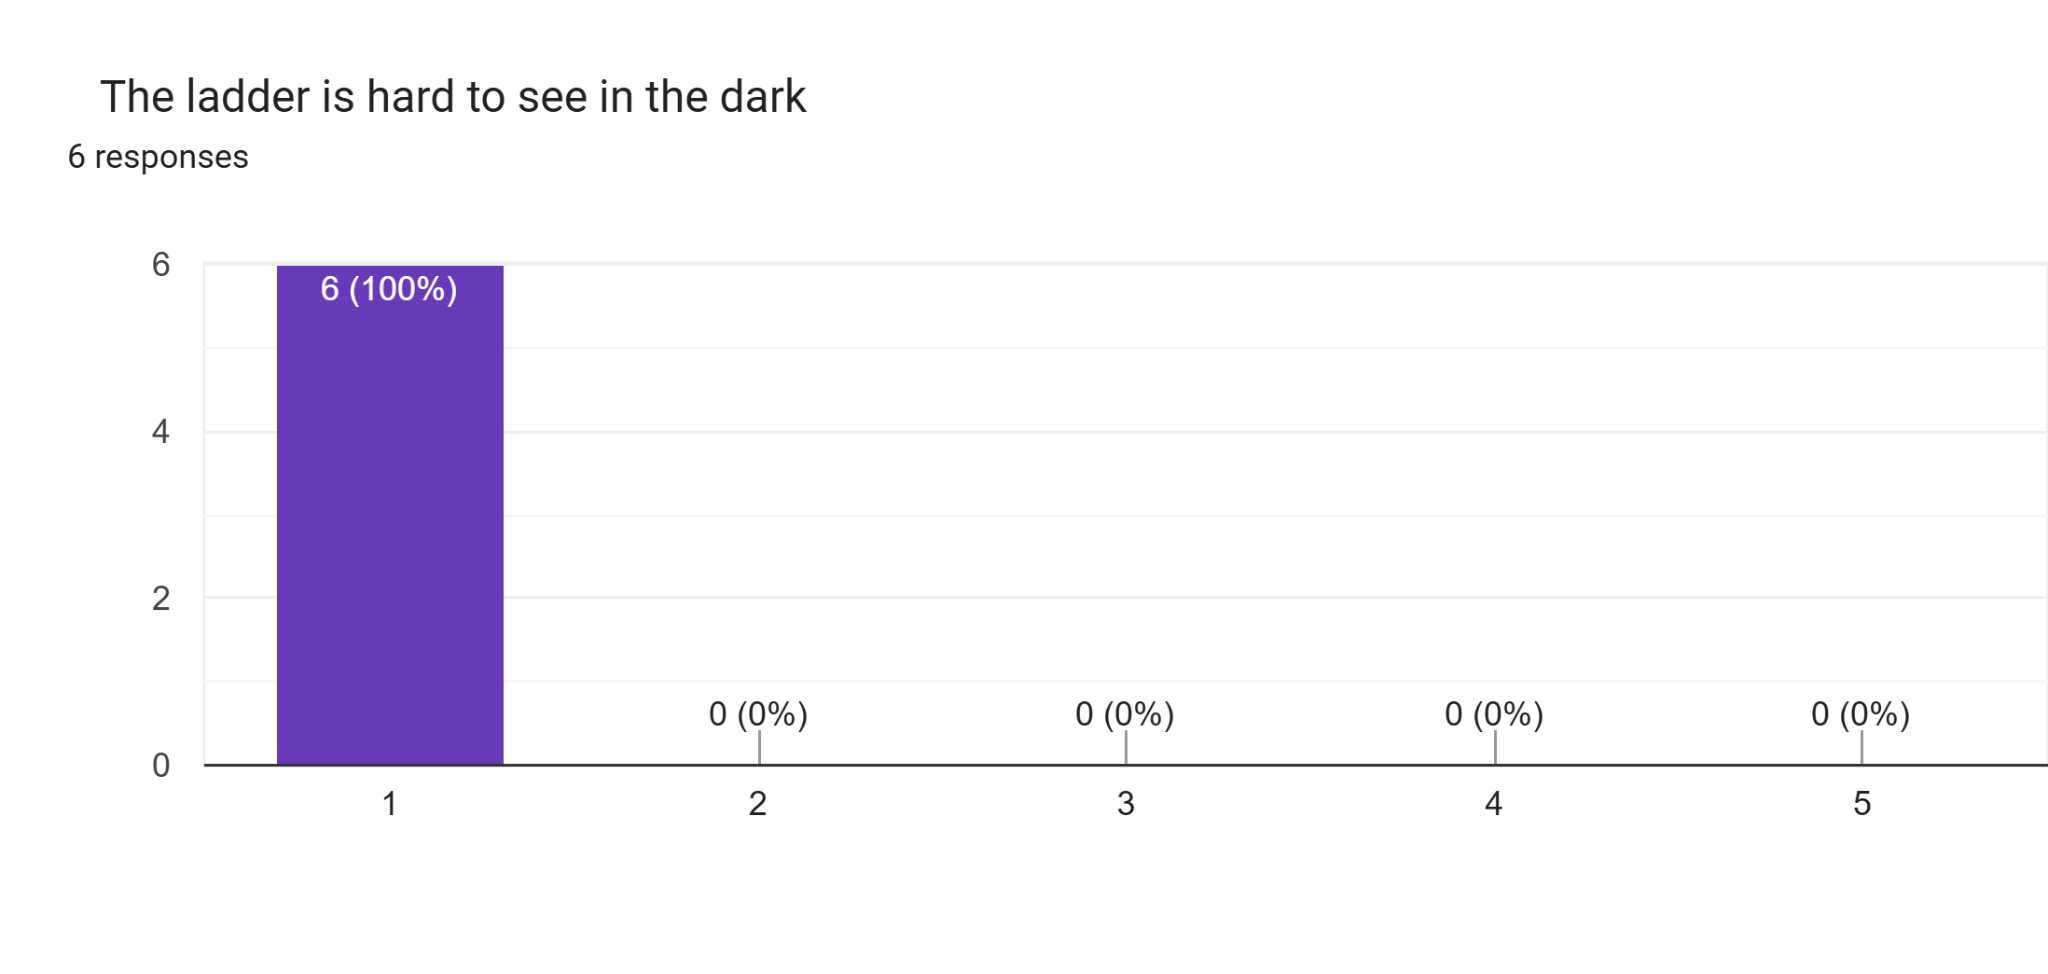 The ladder is hard to see in the dark
6 responses
6
6 (100%)
4
2
0 (0%) 0 (0%) 0 (0%) 0 (0%)
0
1 2 3 4 5